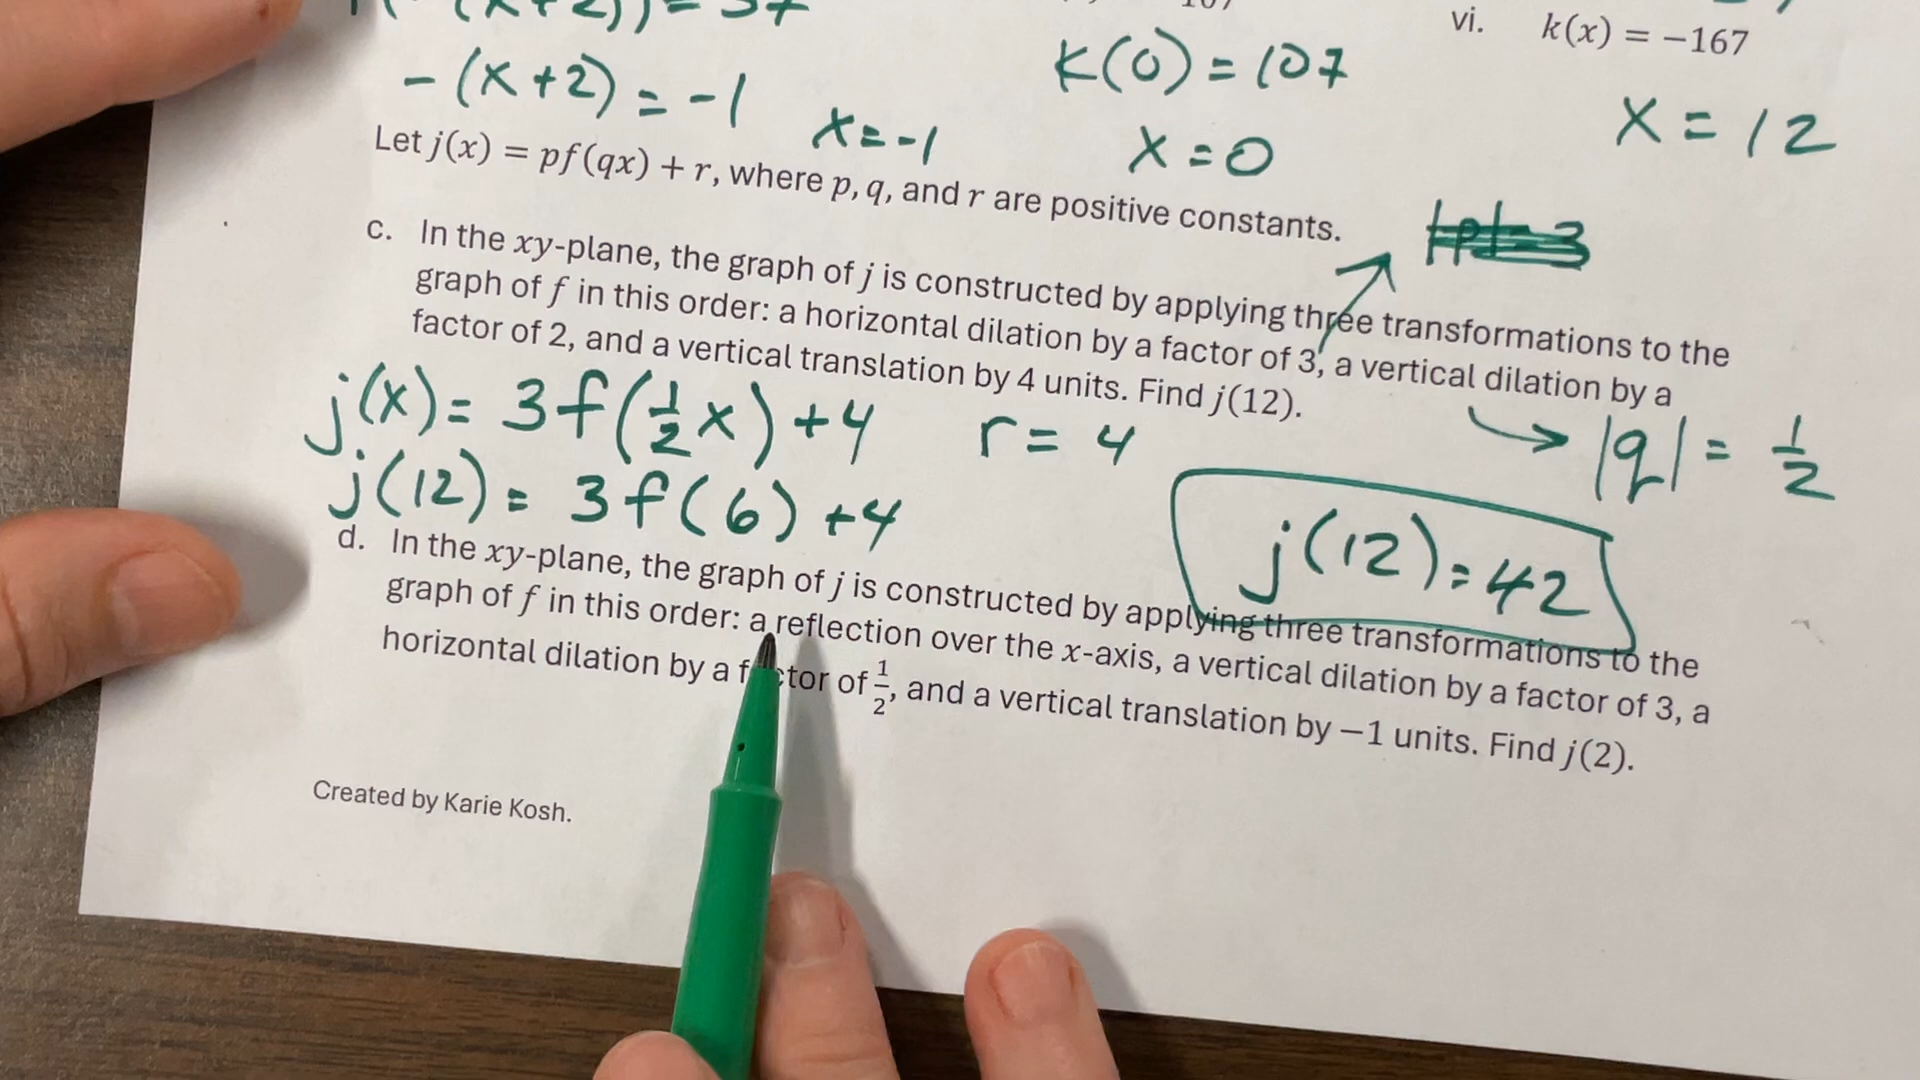 (x+2)) = 37
vi. k(x) = −167
-(x+2) = -1
K(0) = 107
x = -1
x = 0
x = 12
Let j(x) = pf(qx) + r, where p, q, and r are positive constants.
c. In the xy-plane, the graph of j is constructed by applying three transformations to the
graph of f in this order: a horizontal dilation by a factor of 3, a vertical dilation by a
factor of 2, and a vertical translation by 4 units. Find j(12).
j(x) = 3f(½x) + 4
r = 4
|q| = ½
j(12) = 3f(6) + 4
j(12) = 42
d. In the xy-plane, the graph of j is constructed by applying three transformations to the
graph of f in this order: a reflection over the x-axis, a vertical dilation by a factor of 3, a
horizontal dilation by a factor of ½, and a vertical translation by −1 units. Find j(2).
Created by Karie Kosh.